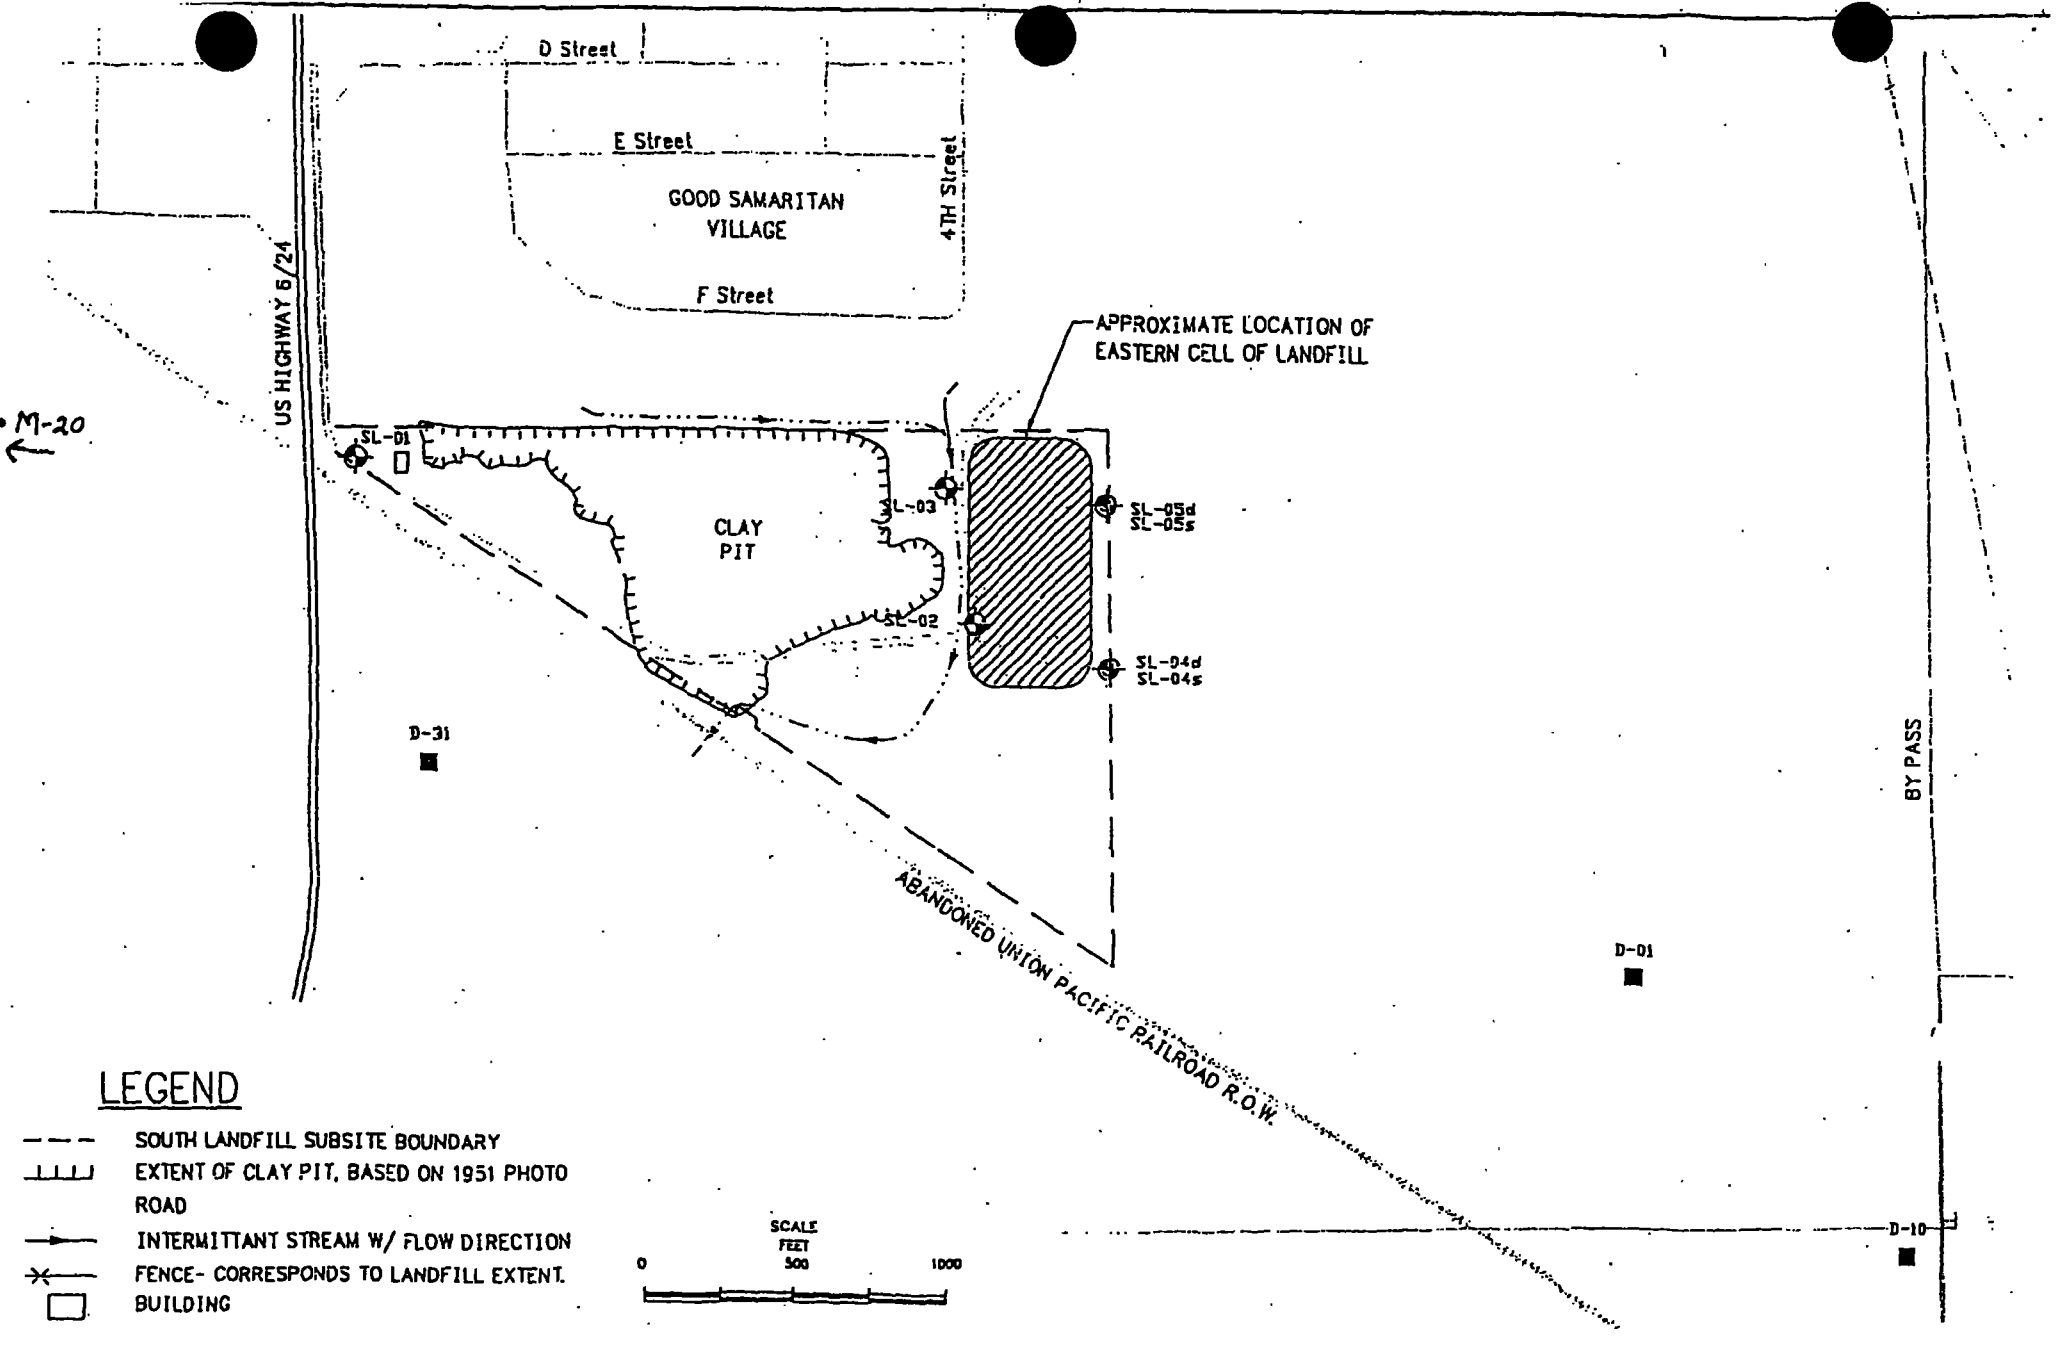 D Street
E Street
4TH Street
GOOD SAMARITAN
VILLAGE
F Street
US HIGHWAY 6/24
APPROXIMATE LOCATION OF
EASTERN CELL OF LANDFILL
M-20
SL-01
SL-03
CLAY
PIT
SL-05d
SL-05s
SL-02
SL-04d
SL-04s
D-31
BY PASS
ABANDONED UNION PACIFIC RAILROAD R.O.W.
D-01
D-10
LEGEND
SOUTH LANDFILL SUBSITE BOUNDARY
EXTENT OF CLAY PIT, BASED ON 1951 PHOTO
ROAD
INTERMITTANT STREAM W/ FLOW DIRECTION
FENCE- CORRESPONDS TO LANDFILL EXTENT.
BUILDING
SCALE
FEET
0 500 1000